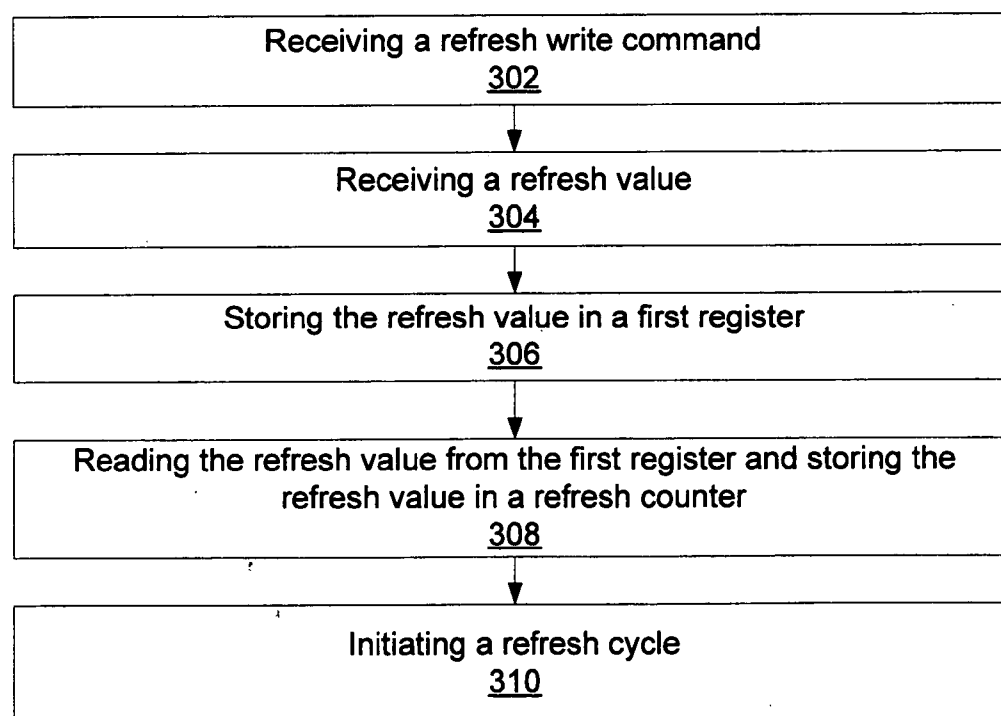 Receiving a refresh write command
302
Receiving a refresh value
304
Storing the refresh value in a first register
306
Reading the refresh value from the first register and storing the
refresh value in a refresh counter
308
Initiating a refresh cycle
310